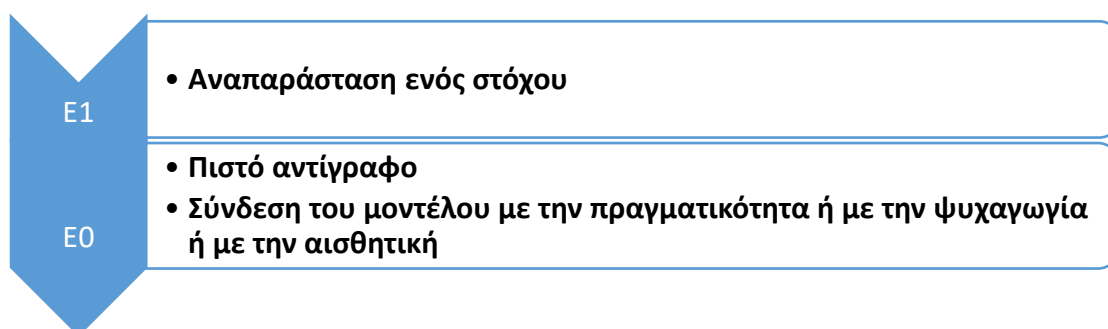 E1
• Αναπαράσταση ενός στόχου
E0
• Πιστό αντίγραφο
• Σύνδεση του μοντέλου με την πραγματικότητα ή με την ψυχαγωγία
ή με την αισθητική